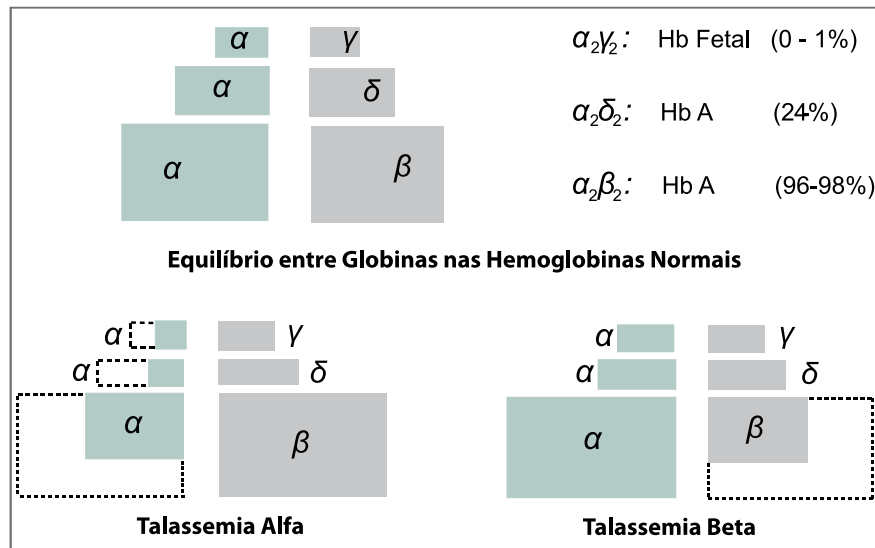 α γ α₂γ₂: Hb Fetal (0 - 1%)
α δ α₂δ₂: Hb A (24%)
α β α₂β₂: Hb A (96-98%)
Equilíbrio entre Globinas nas Hemoglobinas Normais
α γ
α δ
α β
Talassemia Alfa
α γ
α δ
α β
Talassemia Beta